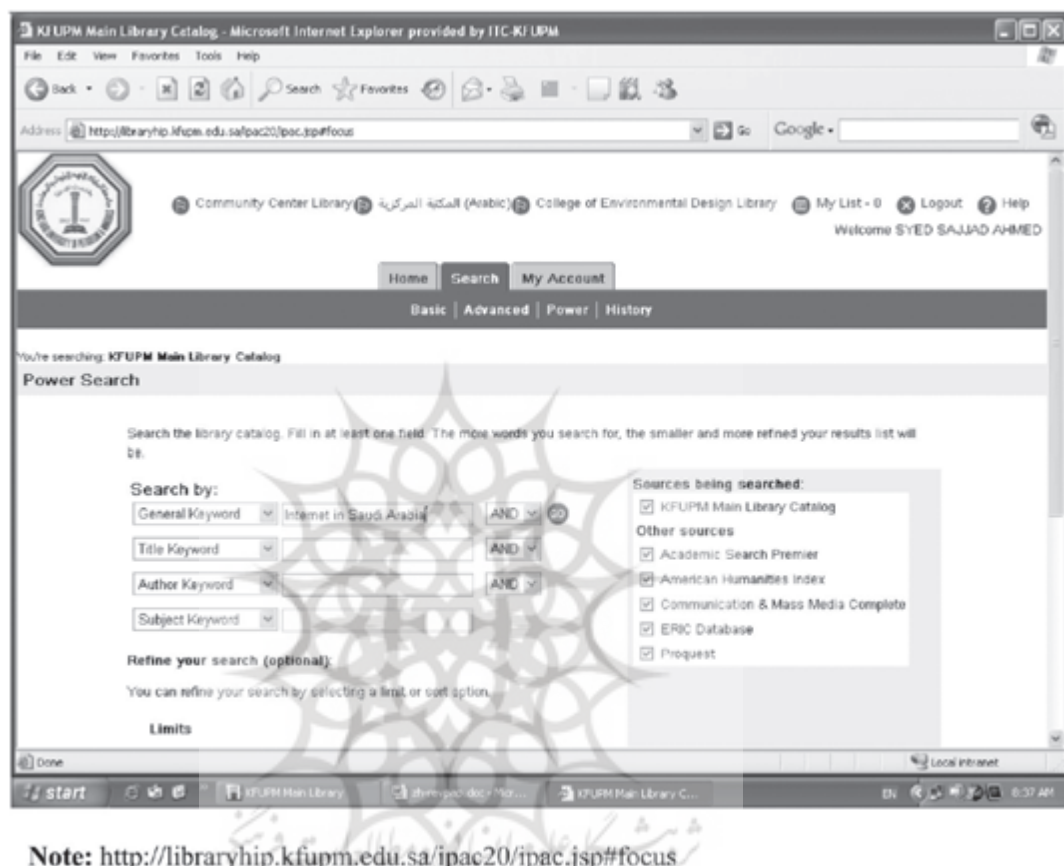 KFUPM Main Library Catalog - Microsoft Internet Explorer provided by ITC-KFUPM
File Edit View Favorites Tools Help
Back Search Favorites
Address http://libraryhip.kfupm.edu.sa/ipac20/ipac.jsp#focus Go Google
Community Center Library المكتبة المركزية (Arabic) College of Environmental Design Library My List - 0 Logout Help
Welcome SYED SAJJAD AHMED
Home Search My Account
Basic | Advanced | Power | History
You're searching: KFUPM Main Library Catalog
Power Search
Search the library catalog. Fill in at least one field. The more words you search for, the smaller and more refined your results list will
be.
Search by:
General Keyword Internet in Saudi Arabia AND GO
Title Keyword AND
Author Keyword AND
Subject Keyword
Refine your search (optional):
You can refine your search by selecting a limit or sort option.
Limits
Sources being searched:
KFUPM Main Library Catalog
Other sources
Academic Search Premier
American Humanities Index
Communication & Mass Media Complete
ERIC Database
Proquest
Done Local intranet
start KFUPM Main Library KFUPM Main Library C... EN 8:37 AM
Note: http://libraryhip.kfupm.edu.sa/ipac20/ipac.jsp#focus